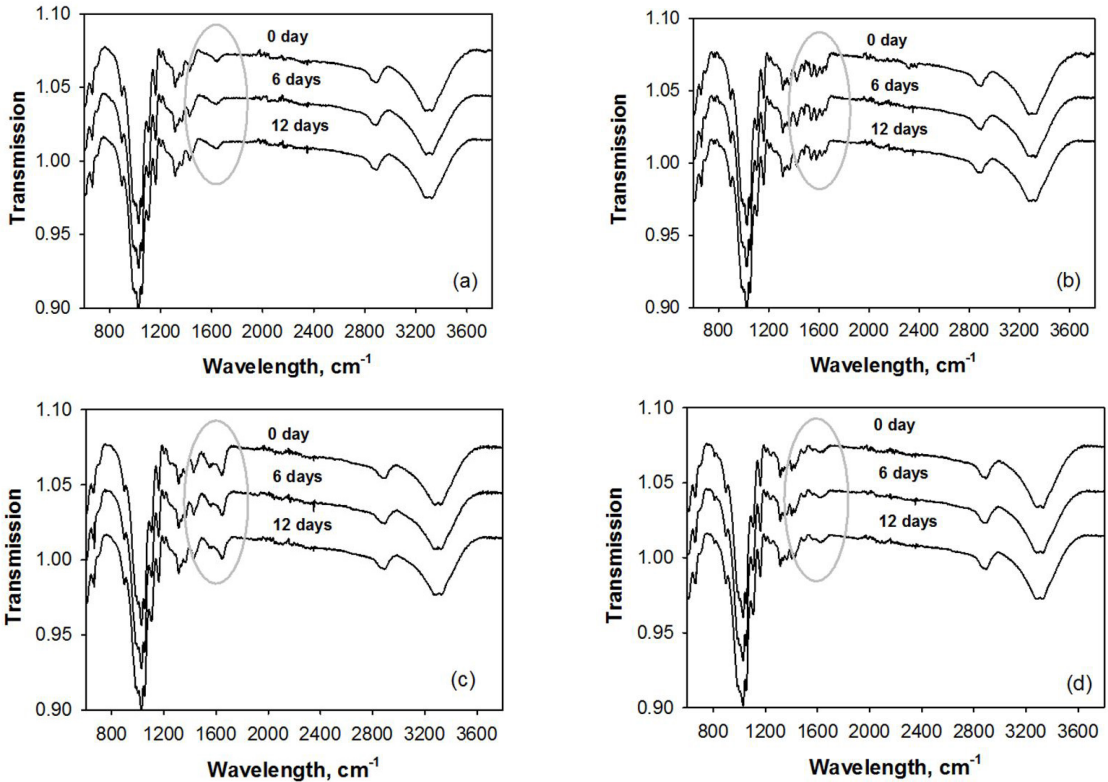 1.10
1.05
1.00
0.95
0.90
Transmission
0 day
6 days
12 days
(a)
800 1200 1600 2000 2400 2800 3200 3600
Wavelength, cm-1
1.10
1.05
1.00
0.95
0.90
Transmission
0 day
6 days
12 days
(b)
800 1200 1600 2000 2400 2800 3200 3600
Wavelength, cm-1
1.10
1.05
1.00
0.95
0.90
Transmission
0 day
6 days
12 days
(c)
800 1200 1600 2000 2400 2800 3200 3600
Wavelength, cm-1
1.10
1.05
1.00
0.95
0.90
Transmission
0 day
6 days
12 days
(d)
800 1200 1600 2000 2400 2800 3200 3600
Wavelength, cm-1